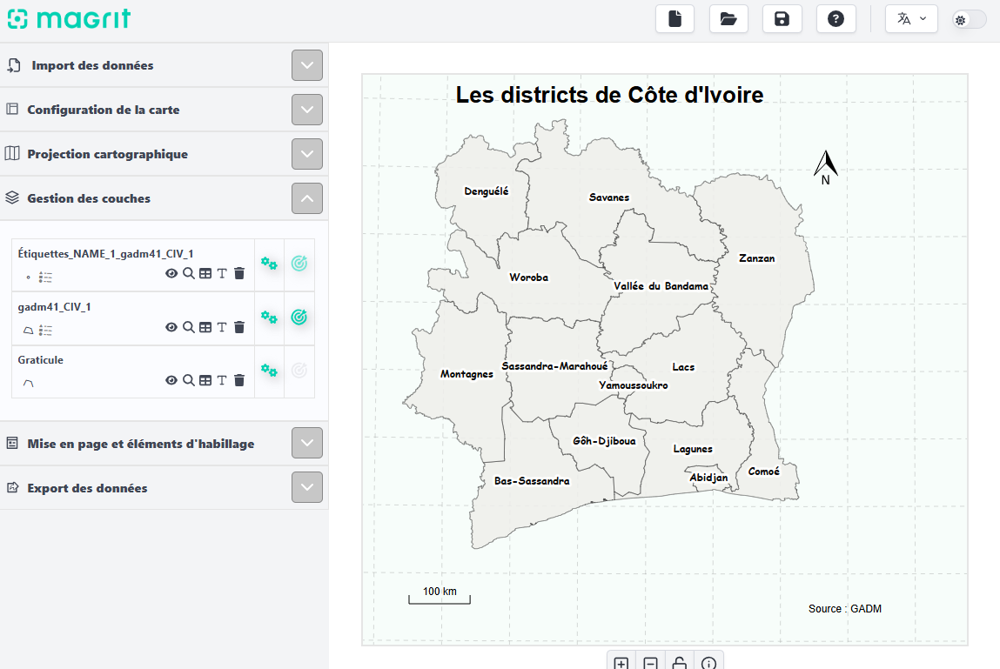 magrit
Import des données
Configuration de la carte
Projection cartographique
Gestion des couches
Étiquettes_NAME_1_gadm41_CIV_1
gadm41_CIV_1
Graticule
Mise en page et éléments d'habillage
Export des données
Les districts de Côte d'Ivoire
N
Denguélé
Savanes
Zanzan
Woroba
Vallée du Bandama
Sassandra-Marahoué
Lacs
Montagnes
Yamoussoukro
Gôh-Djiboua
Lagunes
Comoé
Abidjan
Bas-Sassandra
100 km
Source : GADM